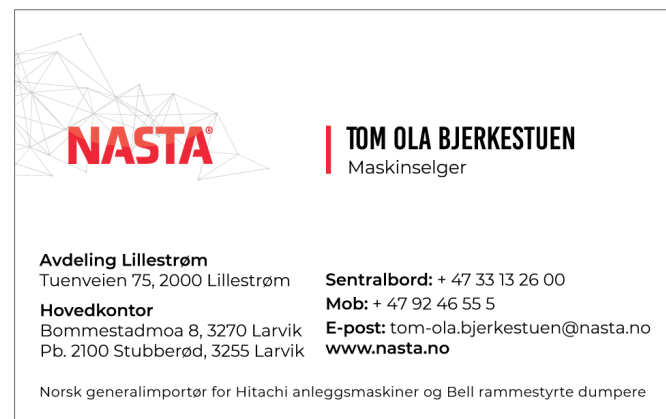 NASTA®
TOM OLA BJERKESTUEN
Maskinselger
Avdeling Lillestrøm
Tuenveien 75, 2000 Lillestrøm
Hovedkontor
Bommestadmoa 8, 3270 Larvik
Pb. 2100 Stubberød, 3255 Larvik
Sentralbord: + 47 33 13 26 00
Mob: + 47 92 46 55 5
E-post: tom-ola.bjerkestuen@nasta.no
www.nasta.no
Norsk generalimportør for Hitachi anleggsmaskiner og Bell rammestyrte dumpere